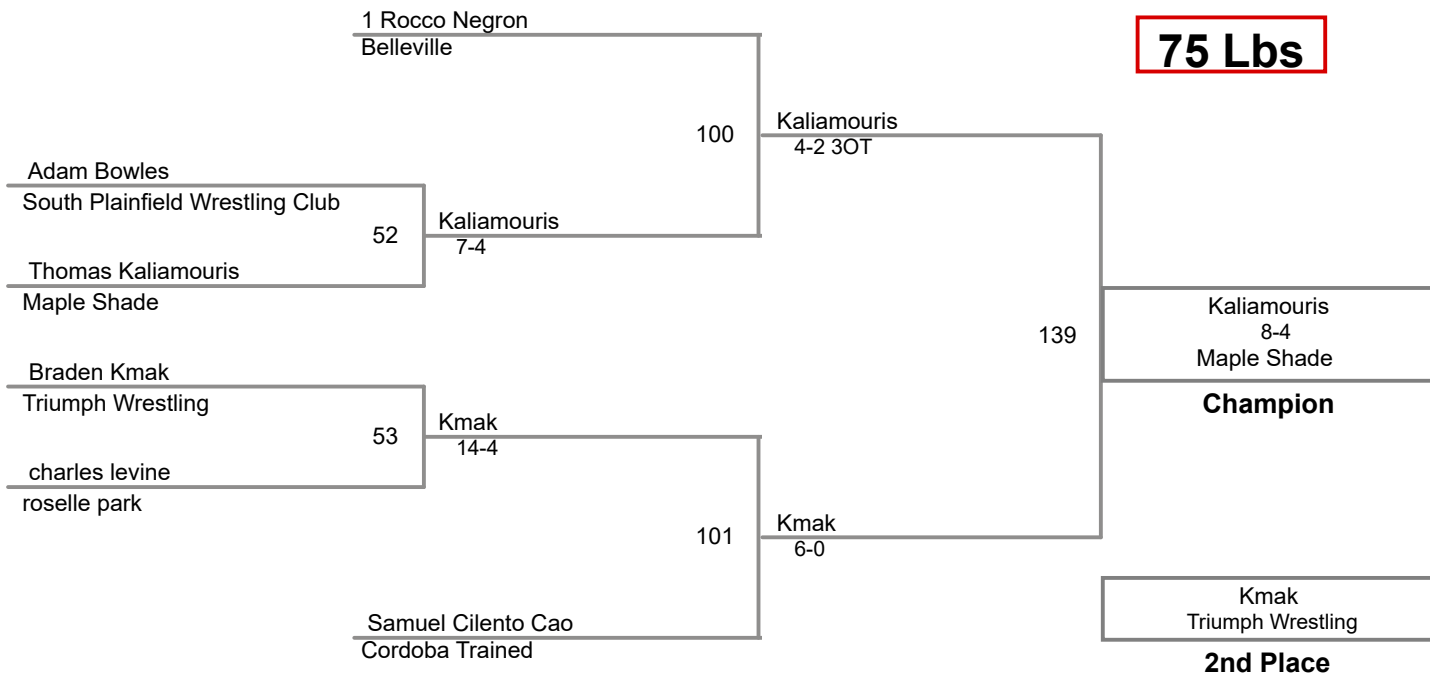 1 Rocco Negron
Belleville
75 Lbs
100
Kaliamouris
4-2 3OT
Adam Bowles
South Plainfield Wrestling Club
52
Kaliamouris
7-4
Thomas Kaliamouris
Maple Shade
139
Kaliamouris
8-4
Maple Shade
Champion
Braden Kmak
Triumph Wrestling
53
Kmak
14-4
charles levine
roselle park
101
Kmak
6-0
Samuel Cilento Cao
Cordoba Trained
Kmak
Triumph Wrestling
2nd Place